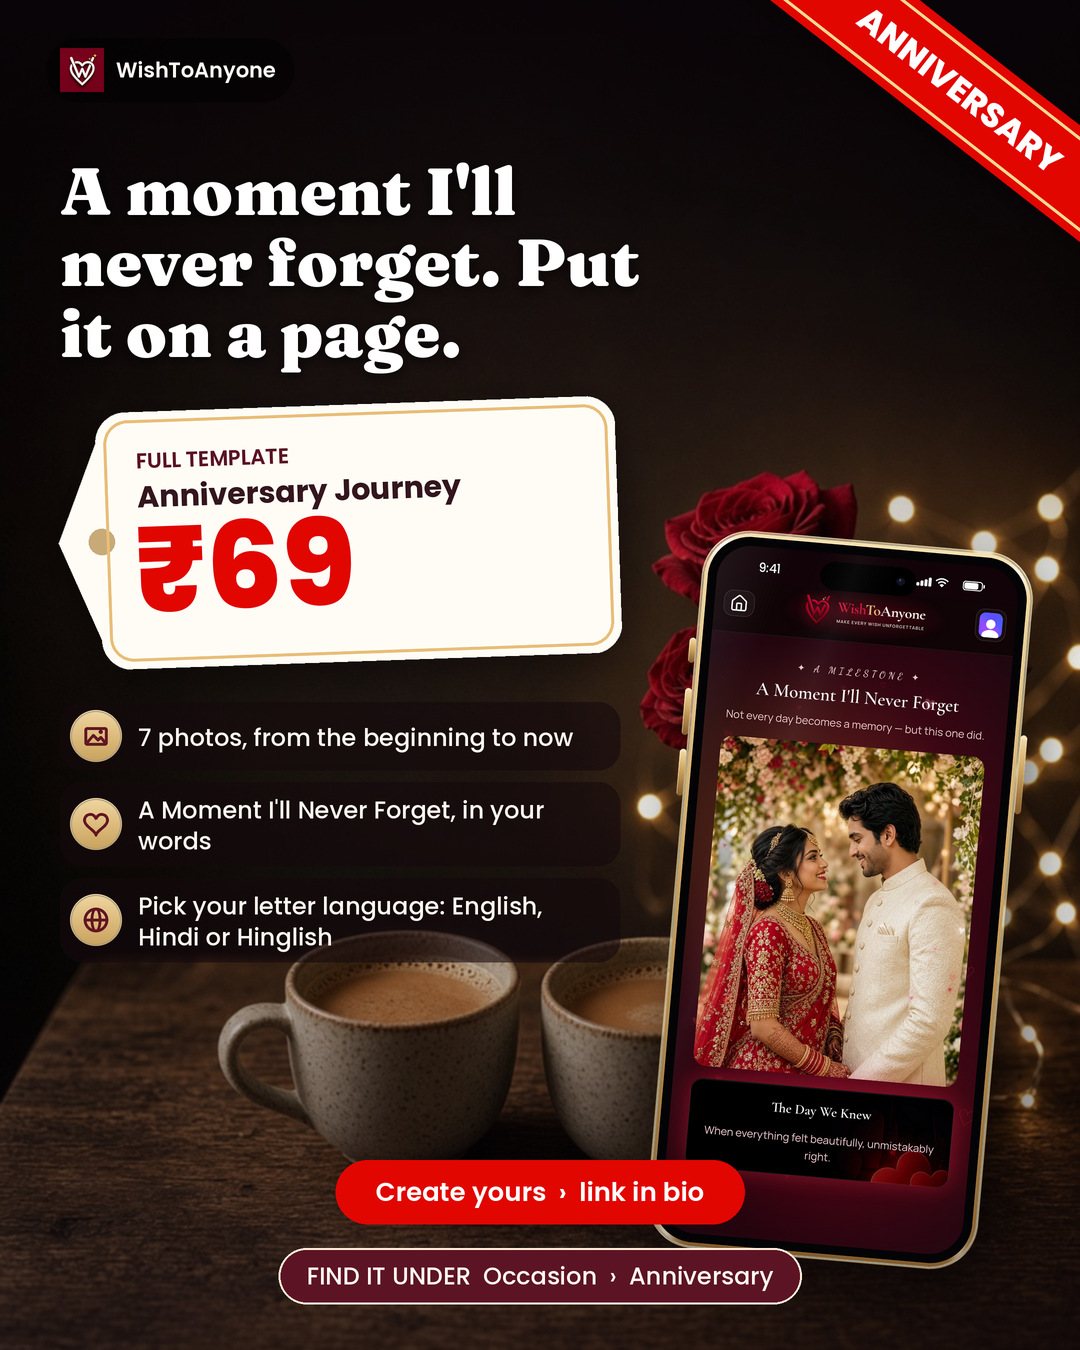 WishToAnyone
ANNIVERSARY
A moment I'll
never forget. Put
it on a page.
FULL TEMPLATE
Anniversary Journey
₹69
7 photos, from the beginning to now
A Moment I'll Never Forget, in your
words
Pick your letter language: English,
Hindi or Hinglish
9:41
WishToAnyone
MAKE EVERY WISH UNFORGETTABLE
A MILESTONE
A Moment I'll Never Forget
Not every day becomes a memory — but this one did.
The Day We Knew
When everything felt beautifully, unmistakably
right.
Create yours › link in bio
FIND IT UNDER Occasion › Anniversary